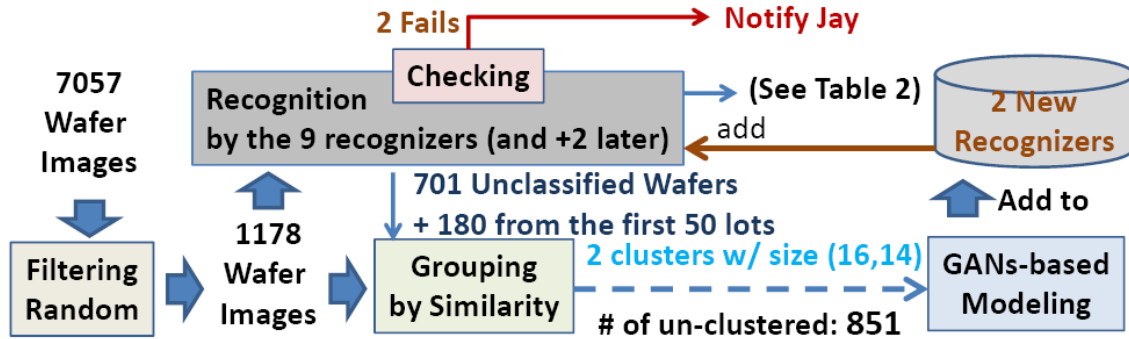 2 Fails
Notify Jay
7057
Wafer
Images
Checking
Recognition
by the 9 recognizers (and +2 later)
(See Table 2)
add
2 New
Recognizers
701 Unclassified Wafers
+ 180 from the first 50 lots
Add to
Filtering
Random
1178
Wafer
Images
Grouping
by Similarity
2 clusters w/ size (16,14)
# of un-clustered: 851
GANs-based
Modeling